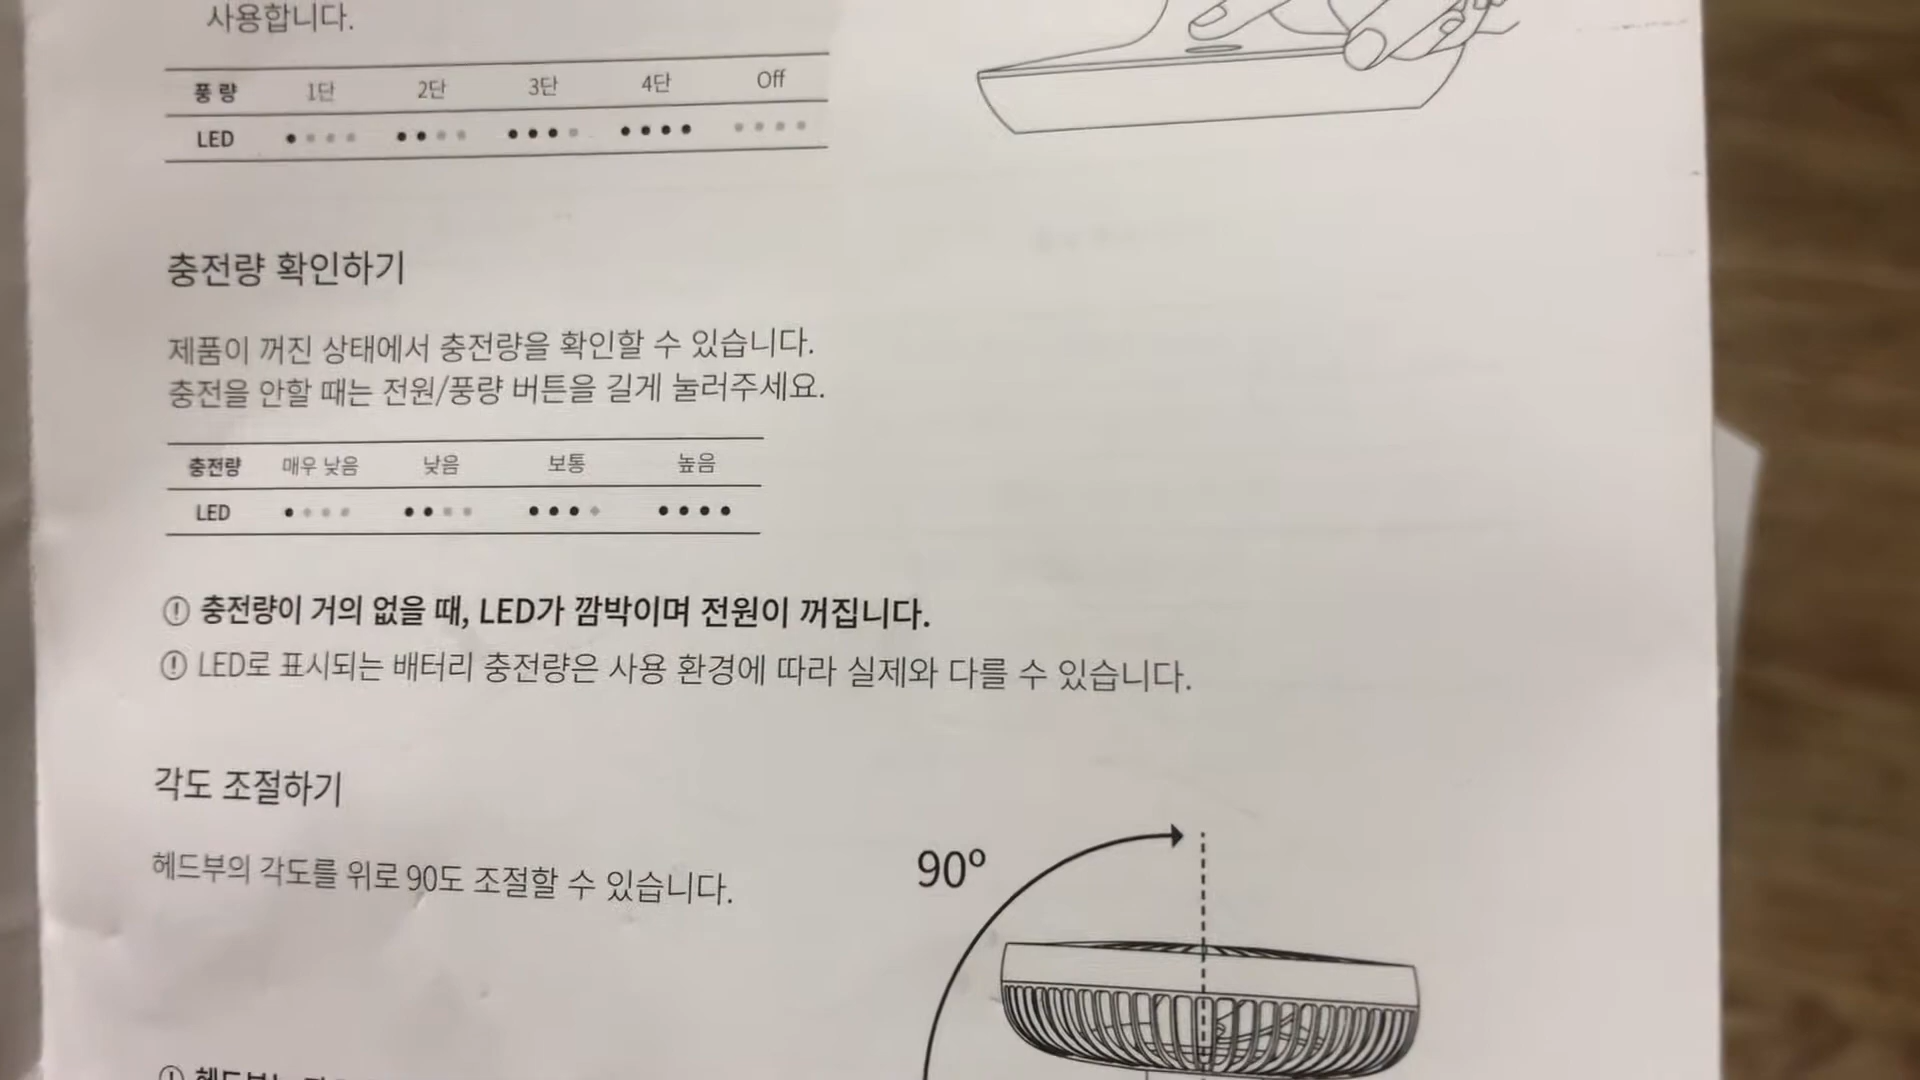 사용합니다.
풍 량 1단 2단 3단 4단 Off
LED
충전량 확인하기
제품이 꺼진 상태에서 충전량을 확인할 수 있습니다.
충전을 안할 때는 전원/풍량 버튼을 길게 눌러주세요.
충전량 매우 낮음 낮음 보통 높음
LED
충전량이 거의 없을 때, LED가 깜박이며 전원이 꺼집니다.
LED로 표시되는 배터리 충전량은 사용 환경에 따라 실제와 다를 수 있습니다.
각도 조절하기
헤드부의 각도를 위로 90도 조절할 수 있습니다.
90º